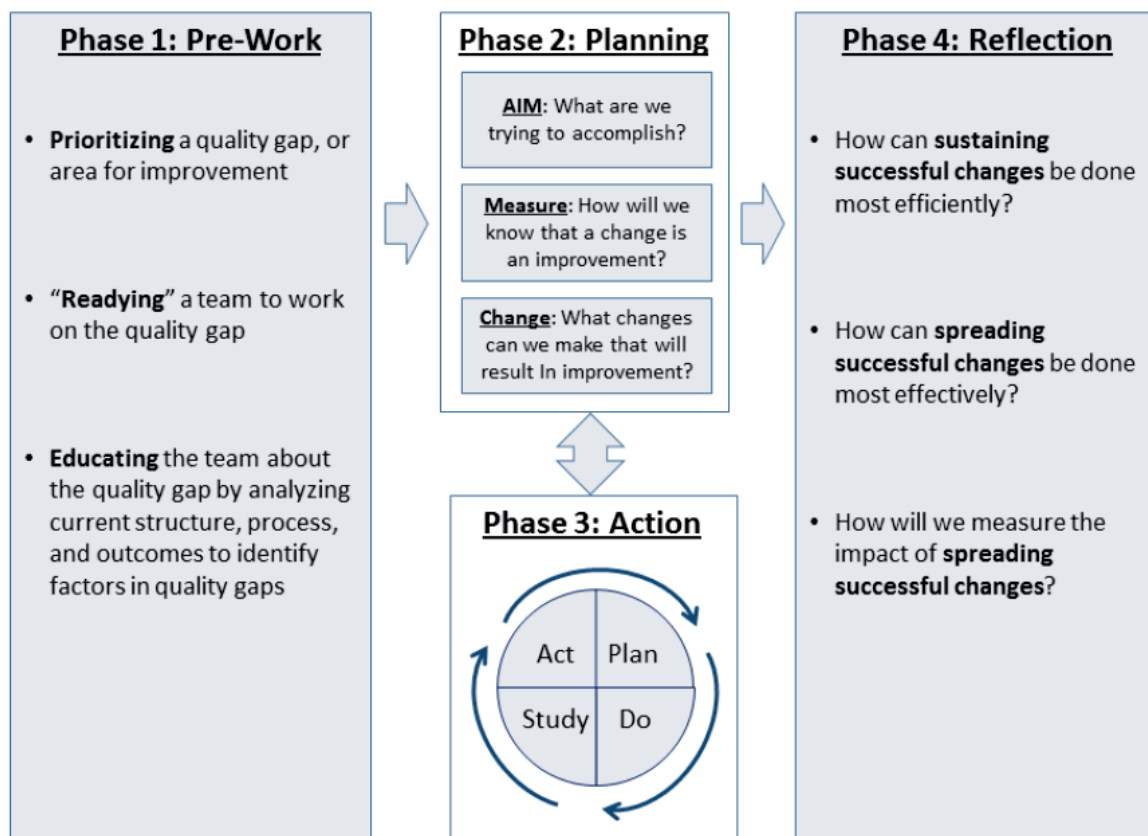 Phase 1: Pre-Work
• Prioritizing a quality gap, or
area for improvement
• “Readying” a team to work
on the quality gap
• Educating the team about
the quality gap by analyzing
current structure, process,
and outcomes to identify
factors in quality gaps
Phase 2: Planning
AIM: What are we
trying to accomplish?
Measure: How will we
know that a change is
an improvement?
Change: What changes
can we make that will
result In improvement?
Phase 3: Action
Act
Plan
Study
Do
Phase 4: Reflection
• How can sustaining
successful changes be done
most efficiently?
• How can spreading
successful changes be done
most effectively?
• How will we measure the
impact of spreading
successful changes?